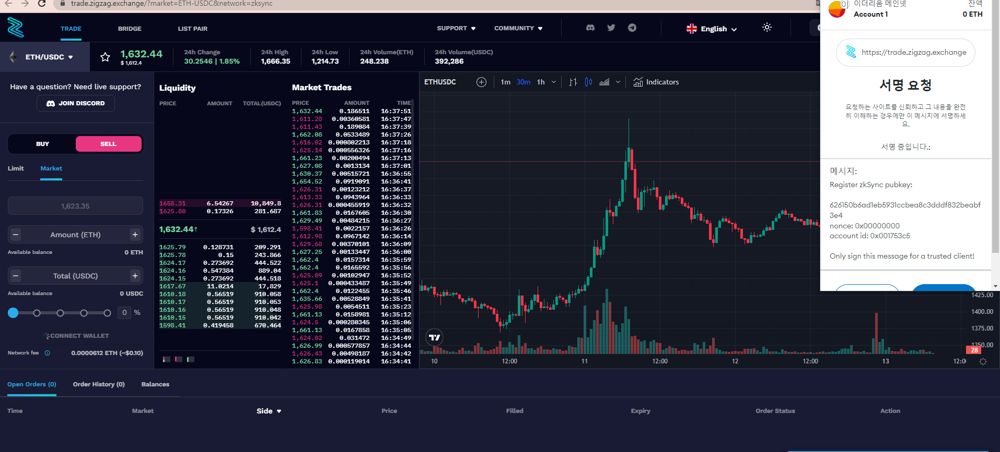 trade.zigzag.exchange/?market=ETH-USDC&network=zksync
TRADE
BRIDGE
LIST PAIR
SUPPORT
COMMUNITY
English
ETH/USDC
1,632.44
$ 1,612.4
24h Change
30.2546 | 1.85%
24h High
1,666.35
24h Low
1,214.73
24h Volume(ETH)
248.238
24h Volume(USDC)
392,286
Have a question? Need live support?
JOIN DISCORD
BUY
SELL
Limit
Market
1,623.35
Amount (ETH)
Available balance 0 ETH
Total (USDC)
Available balance 0 USDC
0 %
CONNECT WALLET
Network fee 0.0000612 ETH (~$0.10)
Liquidity
PRICE AMOUNT TOTAL(USDC)
1658.31 6.54267 10,849.8
1625.80 0.17326 281.687
1,632.44↑ $ 1,612.4
1625.79 0.128731 209.291
1625.78 0.15 243.866
1624.17 0.273692 444.522
1624.16 0.547384 889.04
1624.15 0.273692 444.518
1617.67 11.0214 17,829
1610.18 0.56519 910.058
1610.17 0.56519 910.053
1610.16 0.56519 910.048
1610.15 0.56519 910.042
1598.41 0.419458 670.464
Market Trades
PRICE AMOUNT TIME
1,632.44 0.186511 16:37:51
1,611.28 0.00360581 16:37:47
1,611.43 0.189084 16:37:39
1,662.08 0.0533489 16:37:26
1,616.02 0.000802213 16:37:18
1,625.14 0.000556326 16:37:16
1,661.23 0.00200494 16:37:13
1,627.08 0.0013134 16:37:01
1,630.37 0.00515721 16:36:55
1,654.52 0.0919091 16:36:41
1,626.31 0.00123212 16:36:37
1,613.33 0.0943964 16:36:33
1,626.31 0.000455919 16:36:32
1,661.83 0.0167605 16:36:30
1,629.49 0.00484215 16:36:27
1,598.41 0.0022157 16:36:26
1,612.98 0.0967142 16:36:14
1,629.68 0.00370101 16:36:09
1,627.25 0.00133447 16:36:00
1,662.4 0.0157314 16:35:59
1,662.4 0.0165592 16:35:56
1,625.09 0.00102947 16:35:52
1,625.1 0.000433487 16:35:49
1,662.4 0.0122455 16:35:46
1,635.66 0.00528849 16:35:41
1,625.98 0.0054511 16:35:23
1,661.13 0.0158981 16:35:12
1,624.5 0.000280345 16:35:06
1,661.13 0.0167858 16:35:05
1,624.02 0.031472 16:34:49
1,626.99 0.000577857 16:34:44
1,626.43 0.00498187 16:34:42
1.626.83 0.000119014 16:34:41
ETHUSDC
1m 30m 1h
Indicators
1425.00
1400.00
1375.00
1350.00
28
10 12:00 11 12:00 12 12:00 13 12:0
이더리움 메인넷
Account 1
잔액
0 ETH
https://trade.zigzag.exchange
서명 요청
요청하는 사이트를 신뢰하고 그 내용을 완전
히 이해하는 경우에만 이 메시지에 서명하세
요.
서명 중입니다.:
메시지:
Register zkSync pubkey:
626150b6ad1eb5931ccbea8c3dddf832beabf
3e4
nonce: 0x00000000
account id: 0x001753c5
Only sign this message for a trusted client!
Open Orders (0)
Order History (0)
Balances
Time Market Side Price Filled Expiry Order Status Action